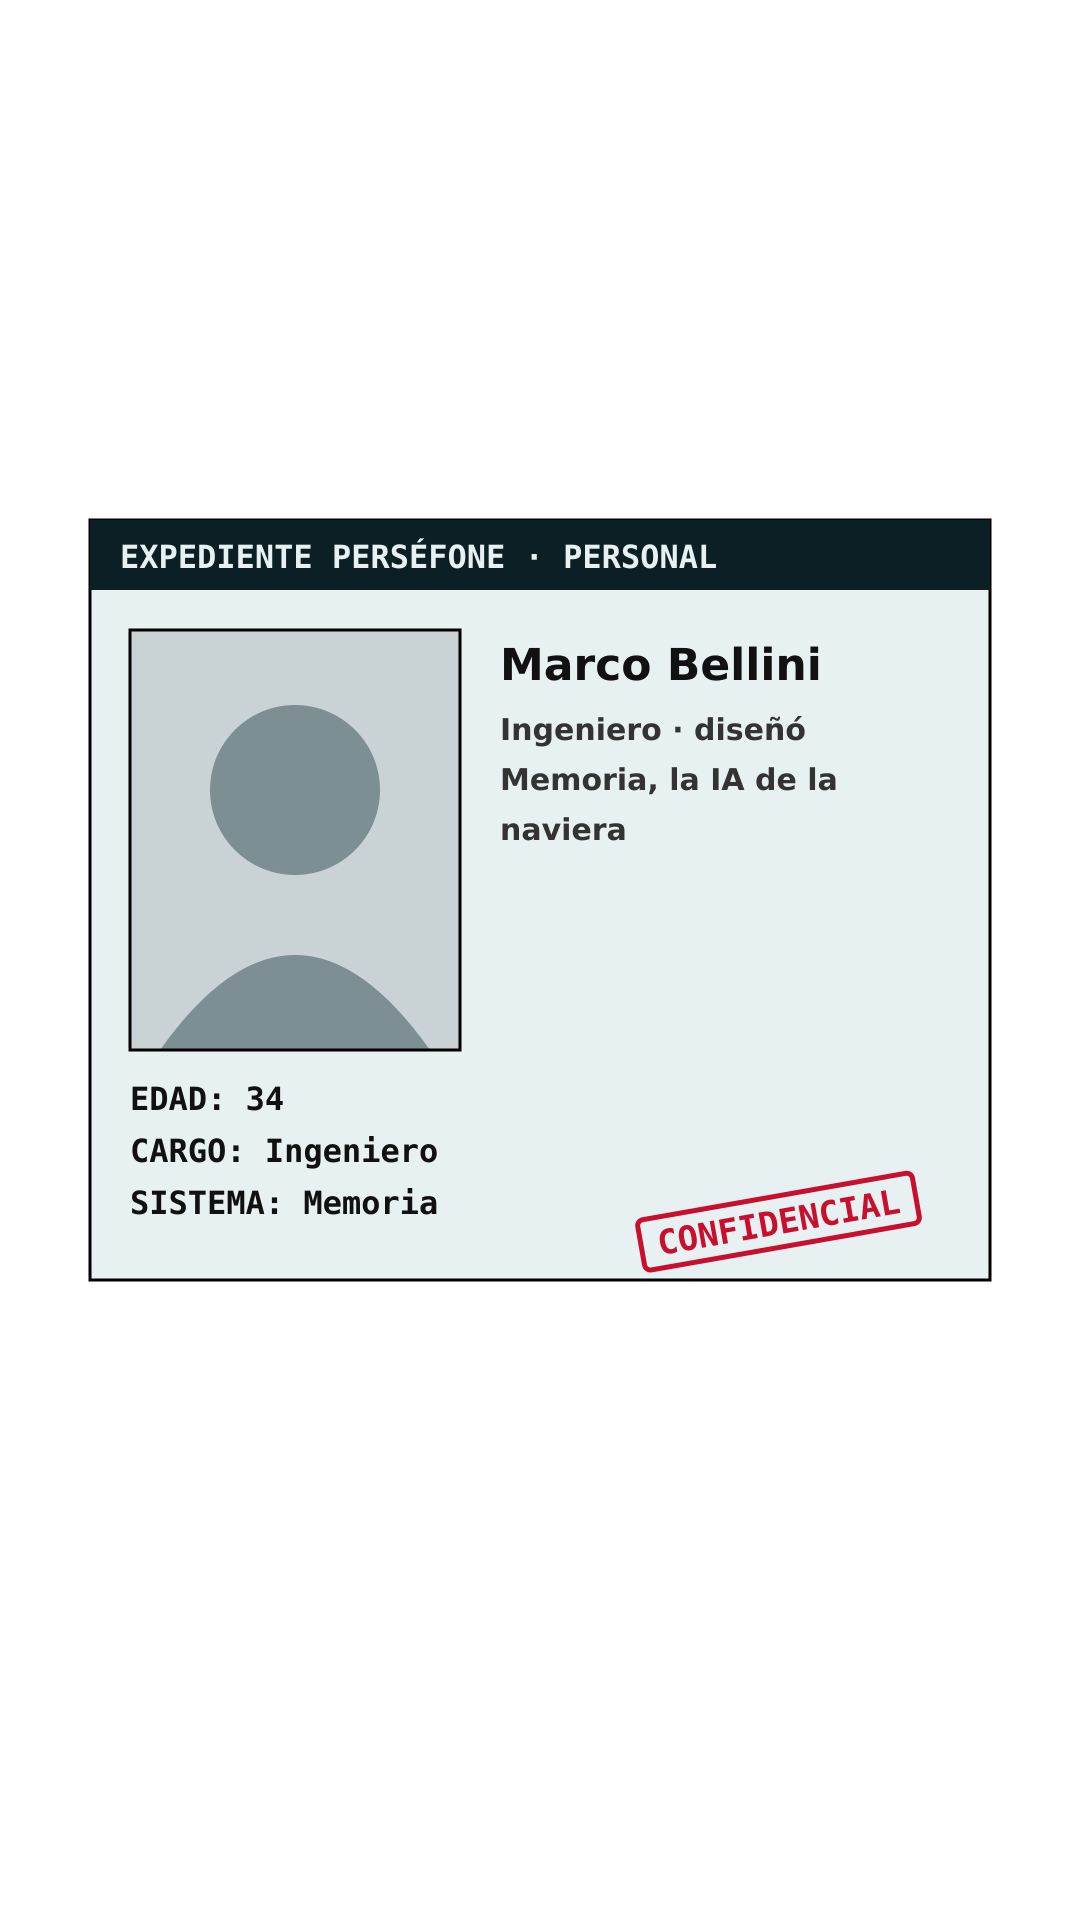 EXPEDIENTE PERSÉFONE · PERSONAL
Marco Bellini
Ingeniero · diseñó
Memoria, la IA de la
naviera
EDAD: 34
CARGO: Ingeniero
SISTEMA: Memoria
CONFIDENCIAL